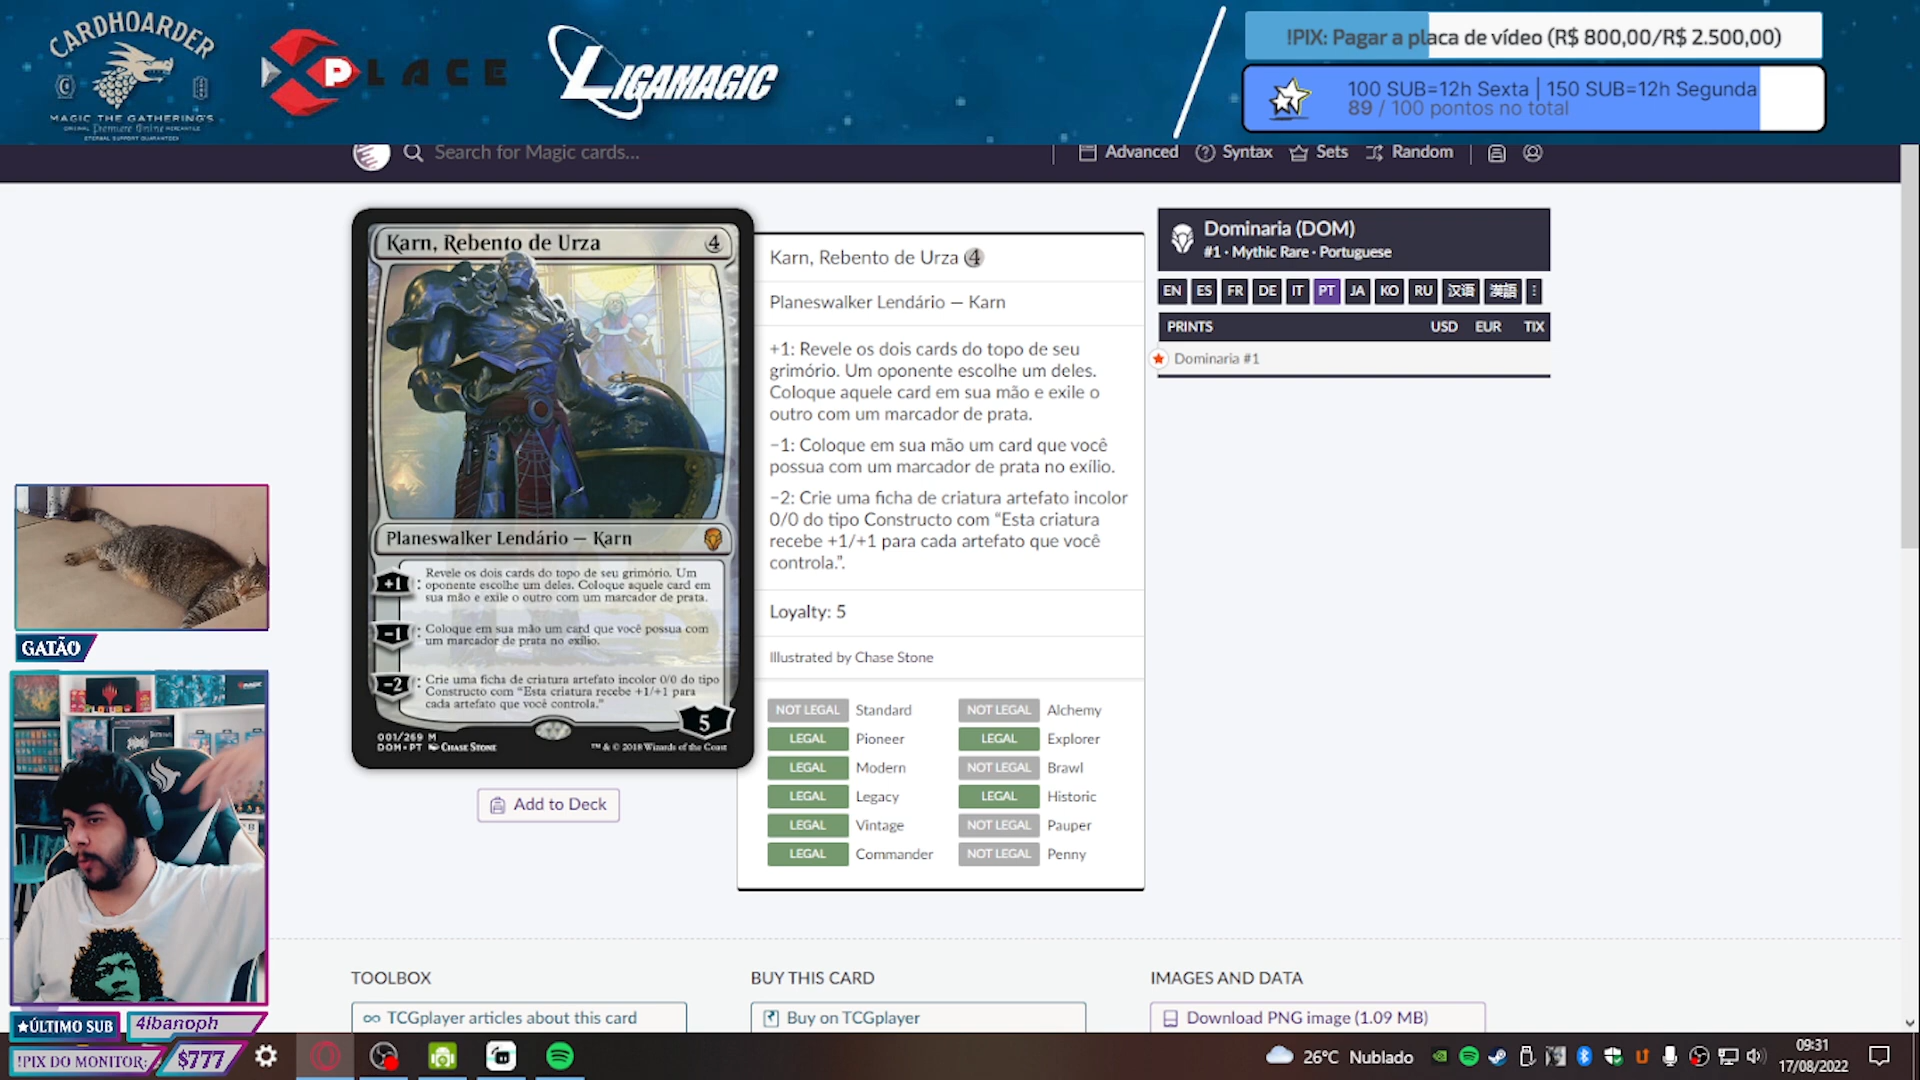 CARDHOARDER
MAGIC THE GATHERING'S
ORIGINAL Premiere Online MERCANTILE
ETERNAL SUPPORT GUARANTEED
XPLACE
LIGAMAGIC
!PIX: Pagar a placa de vídeo (R$ 800,00/R$ 2.500,00)
100 SUB=12h Sexta | 150 SUB=12h Segunda
89 / 100 pontos no total
Search for Magic cards...
Advanced
Syntax
Sets
Random
Karn, Rebento de Urza 4
Planeswalker Lendário — Karn
+1: Revele os dois cards do topo de seu grimório. Um
oponente escolhe um deles. Coloque aquele card em
sua mão e exile o outro com um marcador de prata.
−1: Coloque em sua mão um card que você possua com
um marcador de prata no exílio.
−2: Crie uma ficha de criatura artefato incolor 0/0 do tipo
Constructo com “Esta criatura recebe +1/+1 para
cada artefato que você controla.”
5
001/269 M
DOM • PT CHASE STONE
™ & © 2018 Wizards of the Coast
Add to Deck
Karn, Rebento de Urza 4
Planeswalker Lendário — Karn
+1: Revele os dois cards do topo de seu
grimório. Um oponente escolhe um deles.
Coloque aquele card em sua mão e exile o
outro com um marcador de prata.
−1: Coloque em sua mão um card que você
possua com um marcador de prata no exílio.
−2: Crie uma ficha de criatura artefato incolor
0/0 do tipo Constructo com “Esta criatura
recebe +1/+1 para cada artefato que você
controla.”.
Loyalty: 5
Illustrated by Chase Stone
NOT LEGAL Standard NOT LEGAL Alchemy
LEGAL Pioneer LEGAL Explorer
LEGAL Modern NOT LEGAL Brawl
LEGAL Legacy LEGAL Historic
LEGAL Vintage NOT LEGAL Pauper
LEGAL Commander NOT LEGAL Penny
Dominaria (DOM)
#1 · Mythic Rare · Portuguese
EN ES FR DE IT PT JA KO RU 汉语 漢語
PRINTS USD EUR TIX
Dominaria #1
GATÃO
★ÚLTIMO SUB 4lbanoph
!PIX DO MONITOR: $777
TOOLBOX
TCGplayer articles about this card
BUY THIS CARD
Buy on TCGplayer
IMAGES AND DATA
Download PNG image (1.09 MB)
26°C Nublado
09:31
17/08/2022